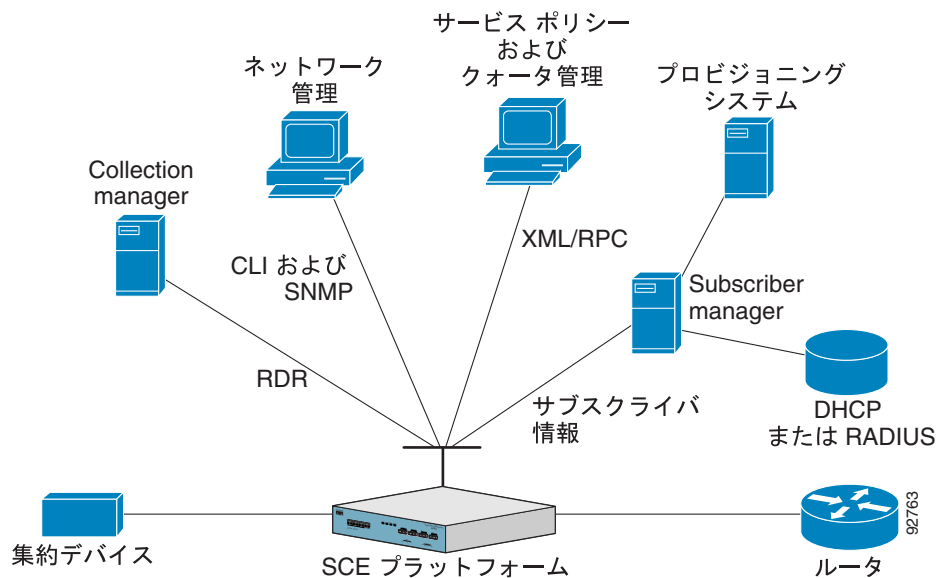 サービス ポリシー
および
クォータ管理
ネットワーク
管理
プロビジョニング
システム
Collection
manager
XML/RPC
CLI および
SNMP
Subscriber
manager
RDR
サブスクライバ
情報
DHCP
または RADIUS
92763
集約デバイス
SCE プラットフォーム
ルータ